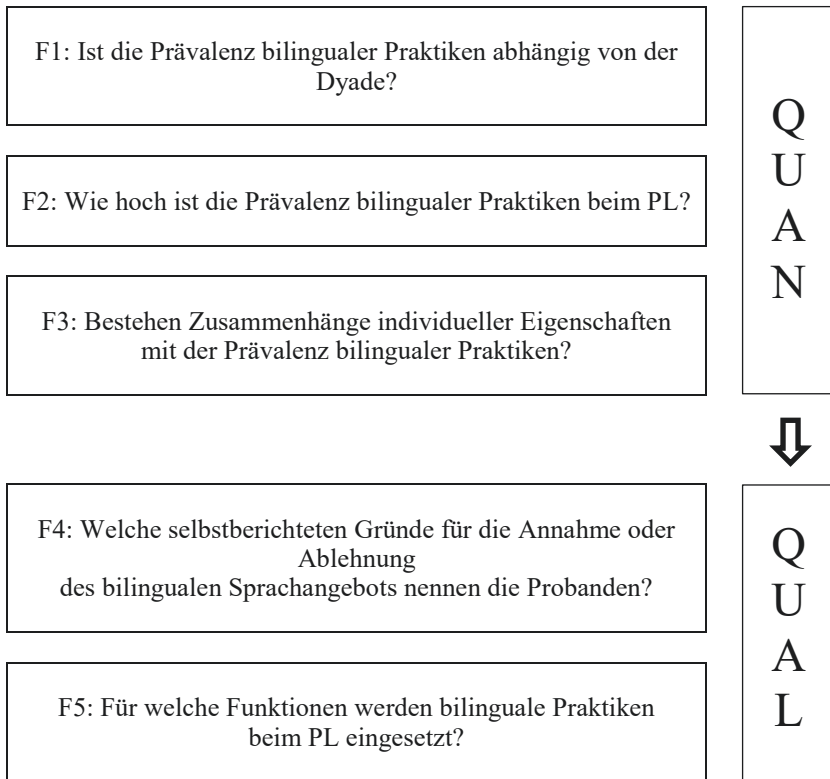 F1: Ist die Prävalenz bilingualer Praktiken abhängig von der
Dyade?
F2: Wie hoch ist die Prävalenz bilingualer Praktiken beim PL?
F3: Bestehen Zusammenhänge individueller Eigenschaften
mit der Prävalenz bilingualer Praktiken?
Q
U
A
N
F4: Welche selbstberichteten Gründe für die Annahme oder
Ablehnung
des bilingualen Sprachangebots nennen die Probanden?
F5: Für welche Funktionen werden bilinguale Praktiken
beim PL eingesetzt?
Q
U
A
L